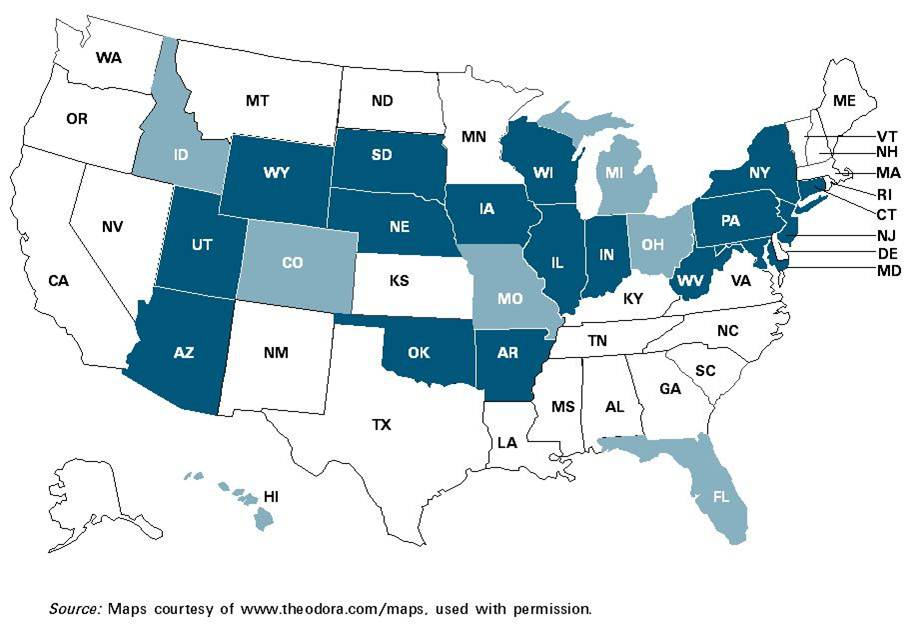 WA
OR
CA
NV
ID
MT
WY
UT
AZ
CO
NM
ND
SD
NE
KS
OK
TX
MN
IA
MO
AR
LA
WI
IL
MI
IN
OH
KY
TN
MS
AL
GA
FL
SC
NC
VA
WV
PA
NY
ME
VT
NH
MA
RI
CT
NJ
DE
MD
HI
Source: Maps courtesy of www.theodora.com/maps, used with permission.